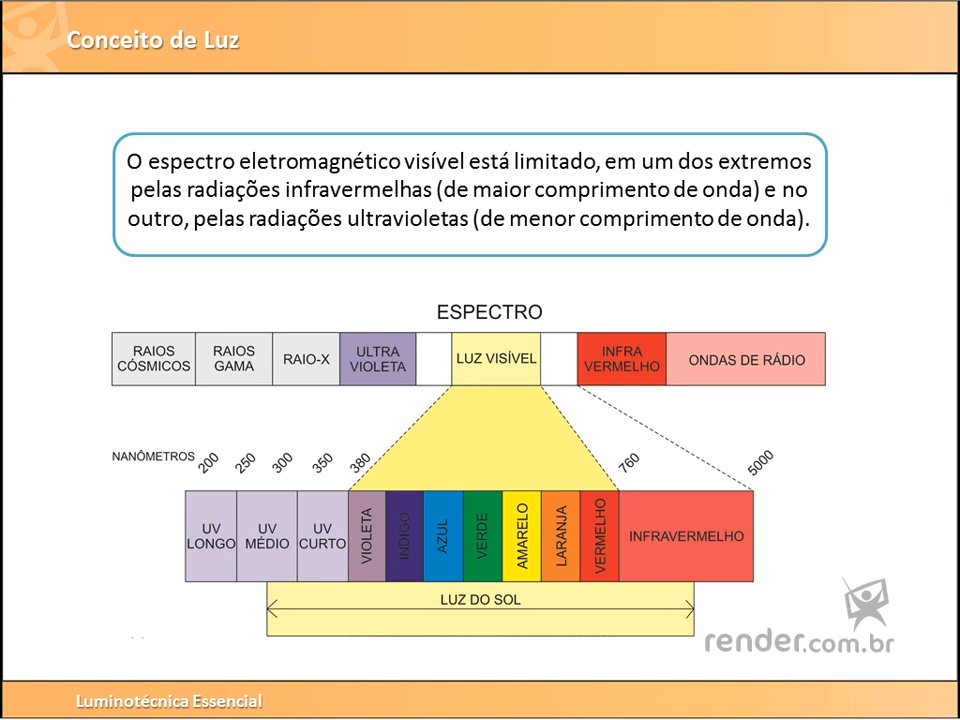 Conceito de Luz
O espectro eletromagnético visível está limitado, em um dos extremos
pelas radiações infravermelhas (de maior comprimento de onda) e no
outro, pelas radiações ultravioletas (de menor comprimento de onda).
ESPECTRO
RAIOS
CÓSMICOS
RAIOS
GAMA
RAIO-X
ULTRA
VIOLETA
LUZ VISÍVEL
INFRA
VERMELHO
ONDAS DE RÁDIO
NANÔMETROS
200
250
300
350
380
760
5000
UV
LONGO
UV
MÉDIO
UV
CURTO
VIOLETA
INDIGO
AZUL
VERDE
AMARELO
LARANJA
VERMELHO
INFRAVERMELHO
LUZ DO SOL
render.com.br
Luminotécnica Essencial